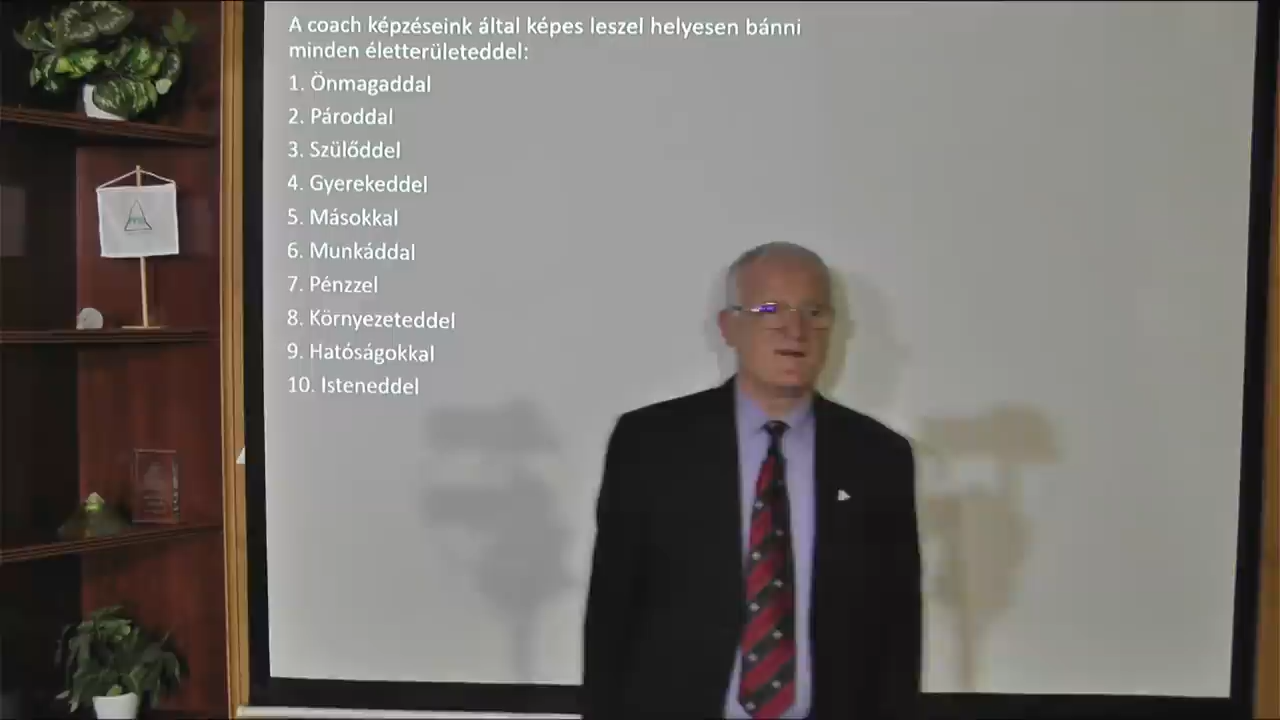 A coach képzéseink által képes leszel helyesen bánni
minden életterületeddel:
1. Önmagaddal
2. Pároddal
3. Szülőddel
4. Gyerekeddel
5. Másokkal
6. Munkáddal
7. Pénzzel
8. Környezeteddel
9. Hatóságokkal
10. Isteneddel